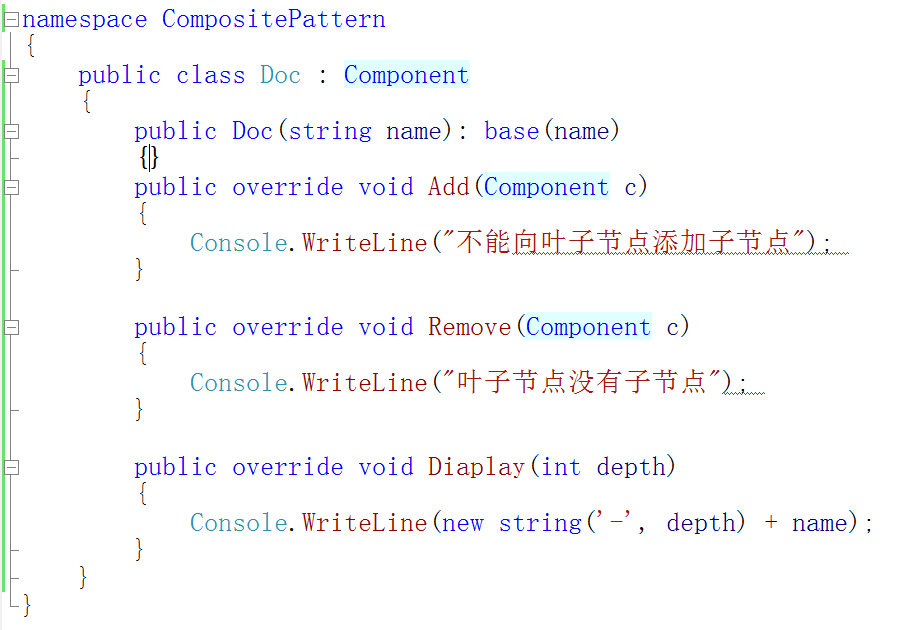 namespace CompositePattern
{
public class Doc : Component
{
public Doc(string name): base(name)
{}
public override void Add(Component c)
{
Console.WriteLine("不能向叶子节点添加子节点");
}
public override void Remove(Component c)
{
Console.WriteLine("叶子节点没有子节点");
}
public override void Diaplay(int depth)
{
Console.WriteLine(new string('-', depth) + name);
}
}
}